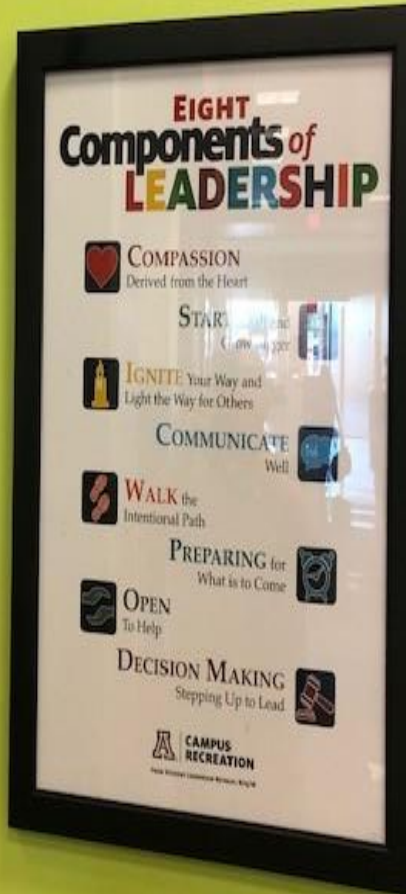 EIGHT
Components of
LEADERSHIP
COMPASSION
Derived from the Heart
START
IGNITE Your Way and
Light the Way for Others
COMMUNICATE
Well
WALK the
Intentional Path
PREPARING for
What is to Come
OPEN
To Help
DECISION MAKING
Stepping Up to Lead
A CAMPUS
RECREATION